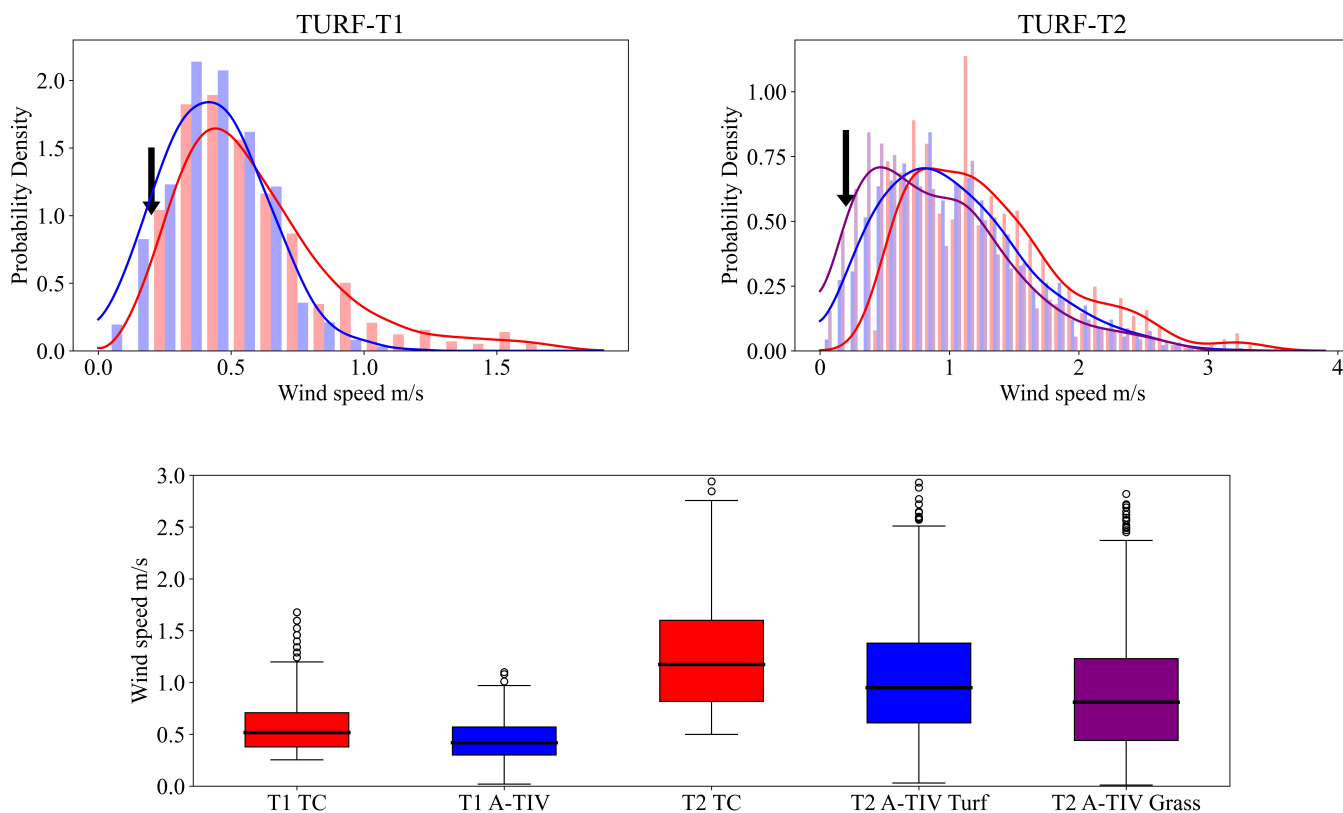 TURF-T1
TURF-T2
Probability Density
2.0
1.5
1.0
0.5
0.0
0.0 0.5 1.0 1.5
Wind speed m/s
Probability Density
1.00
0.75
0.50
0.25
0.00
0 1 2 3 4
Wind speed m/s
Wind speed m/s
3.0
2.5
2.0
1.5
1.0
0.5
0.0
T1 TC T1 A-TIV T2 TC T2 A-TIV Turf T2 A-TIV Grass